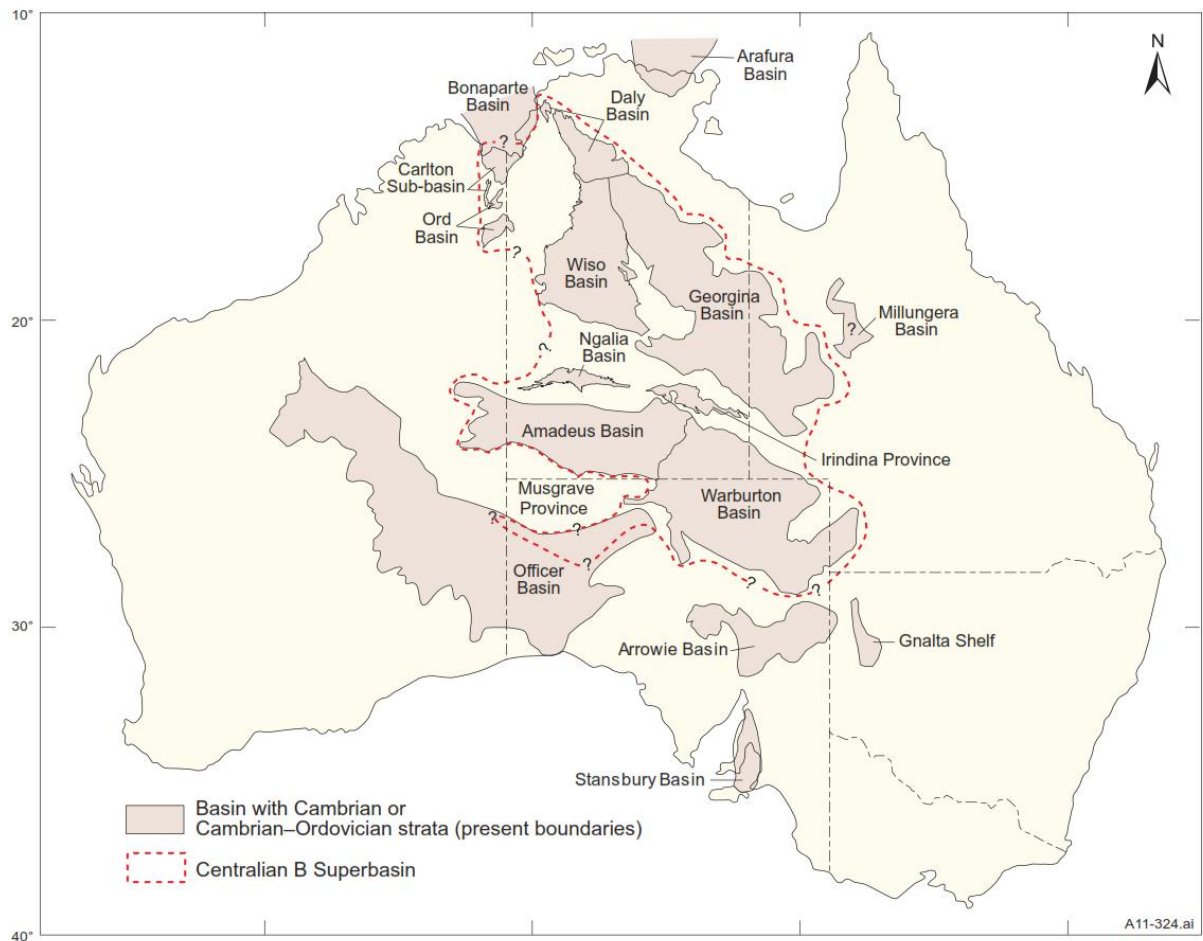 10°
N
Arafura
Basin
Bonaparte
Basin
Daly
Basin
?
Carlton
Sub-basin
Ord
Basin
?
Wiso
Basin
Georgina
Basin
Millungera
Basin
?
20°
Ngalia
Basin
?
Amadeus Basin
Irindina Province
Musgrave
Province
Warburton
Basin
?
?
?
Officer
Basin
?
?
30°
Arrowie Basin
Gnalta Shelf
Stansbury Basin
Basin with Cambrian or
Cambrian–Ordovician strata (present boundaries)
Centralian B Superbasin
40°
A11-324.ai